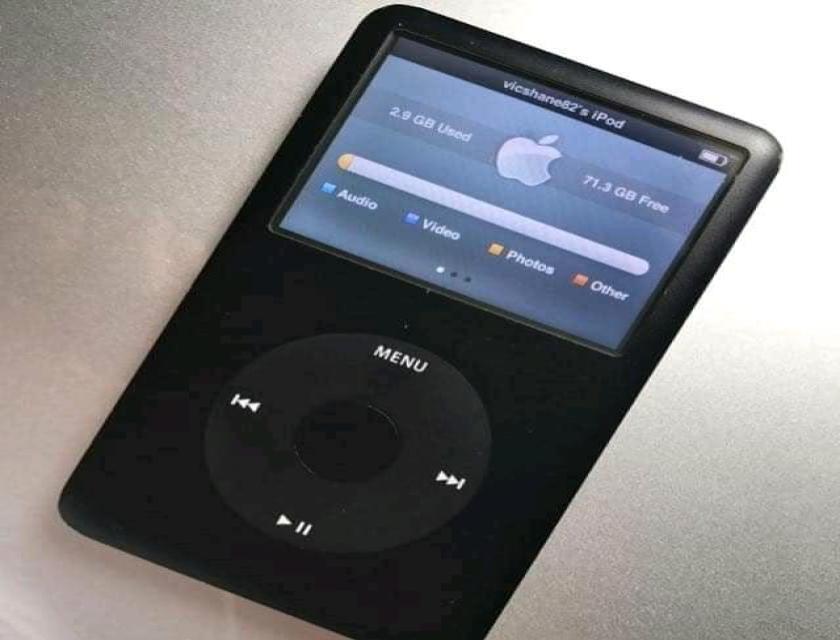 vicshane82's iPod
2.9 GB Used
71.3 GB Free
Audio
Video
Photos
Other
MENU